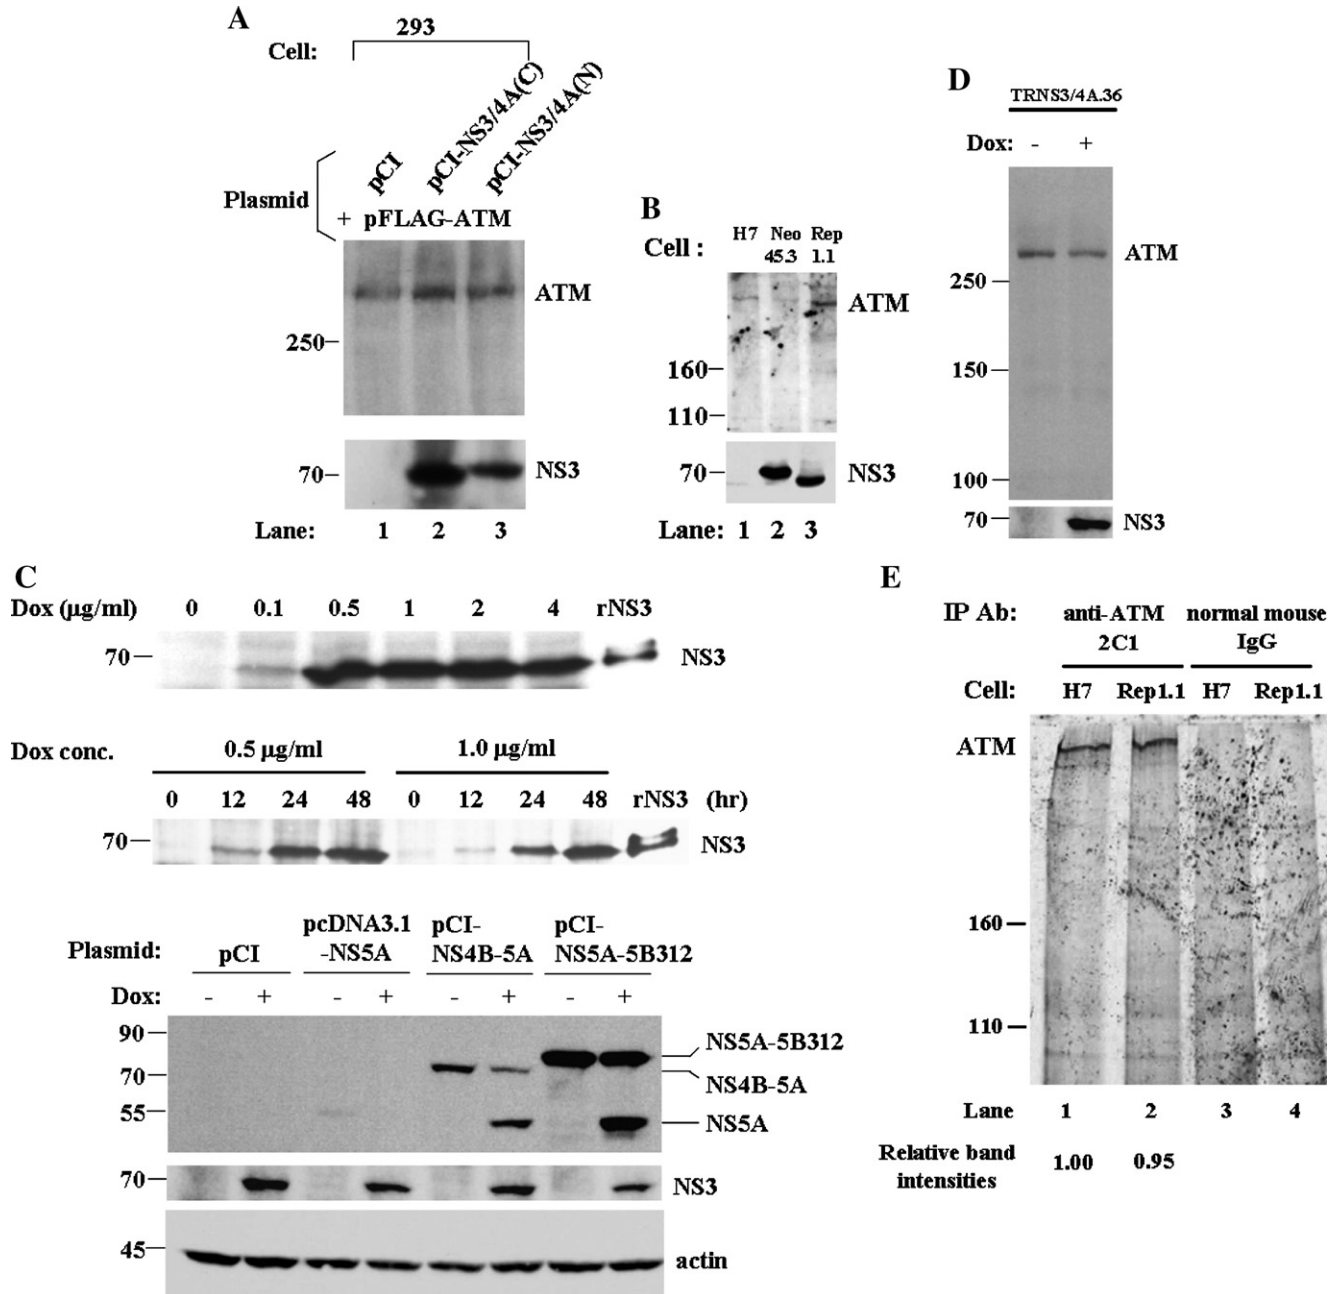 A
Cell:
293
Plasmid
pCI
pCI-NS3/4A(C)
pCI-NS3/4A(N)
+ pFLAG-ATM
ATM
250
70
NS3
Lane: 1 2 3
B
Cell :
H7 Neo Rep
45.3 1.1
ATM
160
110
70
NS3
Lane: 1 2 3
D
TRNS3/4A.36
Dox: - +
ATM
250
150
100
70
NS3
C
Dox (μg/ml) 0 0.1 0.5 1 2 4 rNS3
70
NS3
Dox conc. 0.5 μg/ml 1.0 μg/ml
0 12 24 48 0 12 24 48 rNS3 (hr)
70
NS3
Plasmid:
pCI
pcDNA3.1
-NS5A
pCI-
NS4B-5A
pCI-
NS5A-5B312
Dox: - + - + - + - +
90
70
55
NS5A-5B312
NS4B-5A
NS5A
70
NS3
45
actin
E
IP Ab: anti-ATM normal mouse
2C1 IgG
Cell: H7 Rep1.1 H7 Rep1.1
ATM
160
110
Lane 1 2 3 4
Relative band
intensities
1.00 0.95